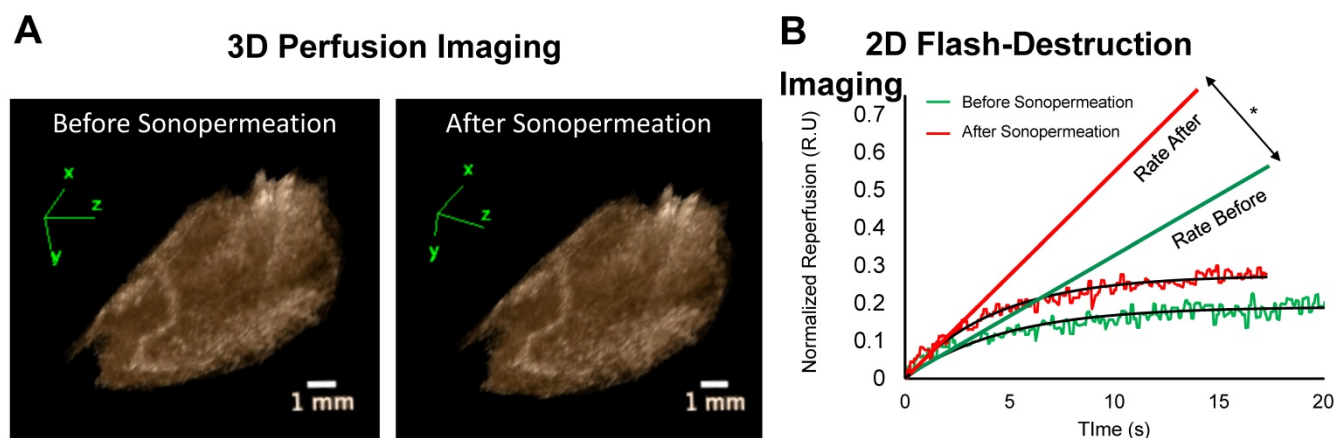 A
3D Perfusion Imaging
Before Sonopermeation
x
z
y
1 mm
After Sonopermeation
x
z
y
1 mm
B
2D Flash-Destruction
Imaging
Before Sonopermeation
After Sonopermeation
Rate After
*
Rate Before
Normalized Reperfusion (R.U)
0.7
0.6
0.5
0.4
0.3
0.2
0.1
0
0 5 10 15 20
TIme (s)